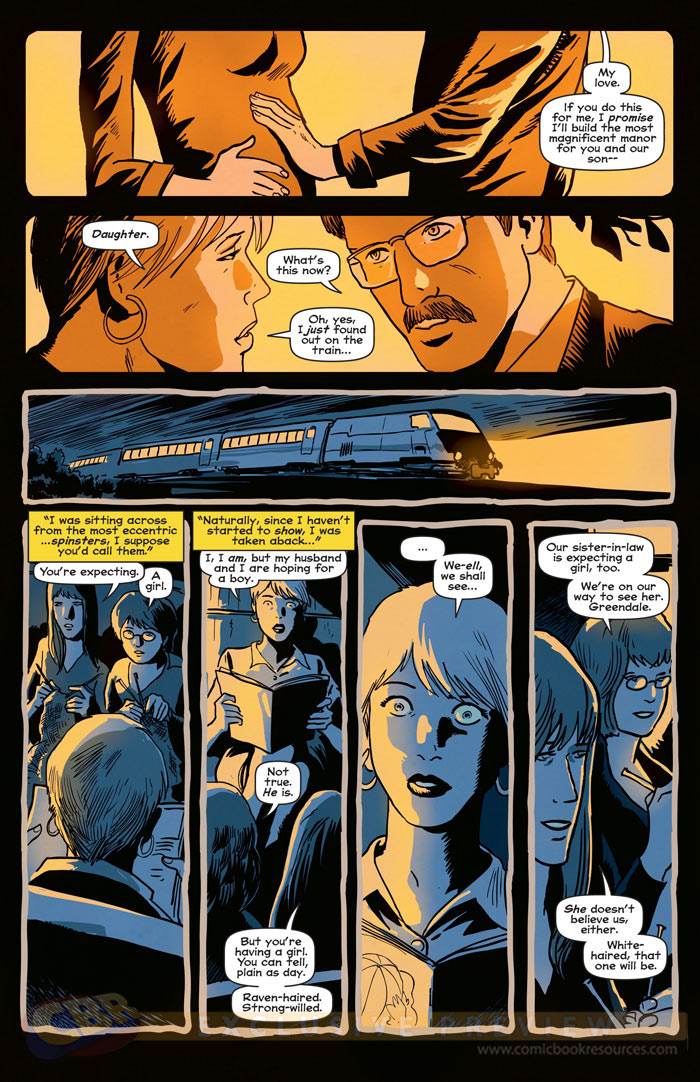 My
love.
If you do this
for me, I promise
I'll build the most
magnificent manor
for you and our
son--
Daughter.
What's
this now?
Oh, yes,
I just found
out on the
train...
"I was sitting across
from the most eccentric
...spinsters, I suppose
you'd call them."
You're expecting.
A
girl.
"Naturally, since I haven't
started to show, I was
taken aback..."
I, I am, but my husband
and I are hoping for
a boy.
Not
true.
He is.
But you're
having a girl.
You can tell,
plain as day.
Raven-haired.
Strong-willed.
...
We-ell,
we shall
see...
Our sister-in-law
is expecting a
girl, too.
We're on our
way to see her.
Greendale.
She doesn't
believe us,
either.
White-
haired, that
one will be.
CBR
EXCLUSIVE PREVIEW
www.comicbookresources.com